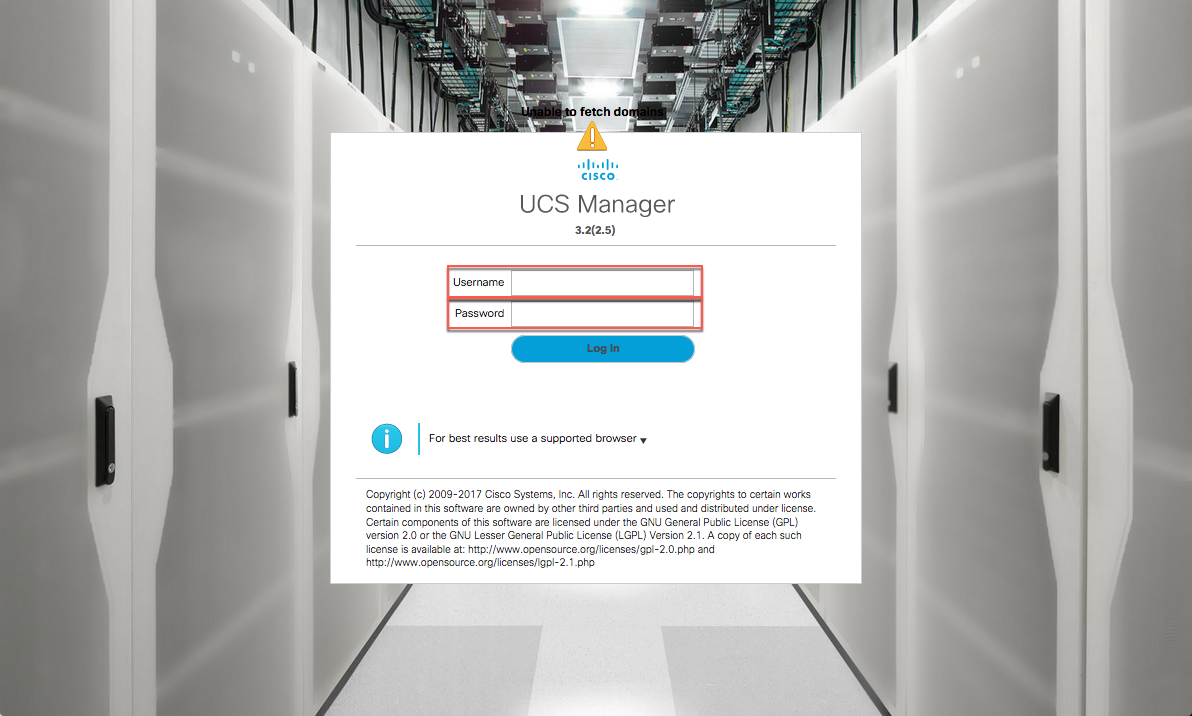 Unable to fetch domains
CISCO
UCS Manager
3.2(2.5)
Username
Password
Log in
For best results use a supported browser
Copyright (c) 2009-2017 Cisco Systems, Inc. All rights reserved. The copyrights to certain works
contained in this software are owned by other third parties and used and distributed under license.
Certain components of this software are licensed under the GNU General Public License (GPL)
version 2.0 or the GNU Lesser General Public License (LGPL) Version 2.1. A copy of each such
license is available at: http://www.opensource.org/licenses/gpl-2.0.php and
http://www.opensource.org/licenses/lgpl-2.1.php